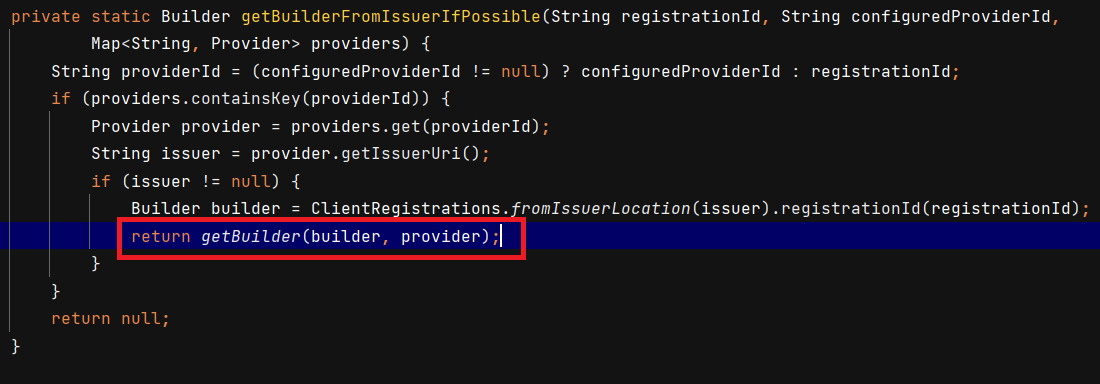 private static Builder getBuilderFromIssuerIfPossible(String registrationId, String configuredProviderId,
Map<String, Provider> providers) {
String providerId = (configuredProviderId != null) ? configuredProviderId : registrationId;
if (providers.containsKey(providerId)) {
Provider provider = providers.get(providerId);
String issuer = provider.getIssuerUri();
if (issuer != null) {
Builder builder = ClientRegistrations.fromIssuerLocation(issuer).registrationId(registrationId);
return getBuilder(builder, provider);
}
}
return null;
}